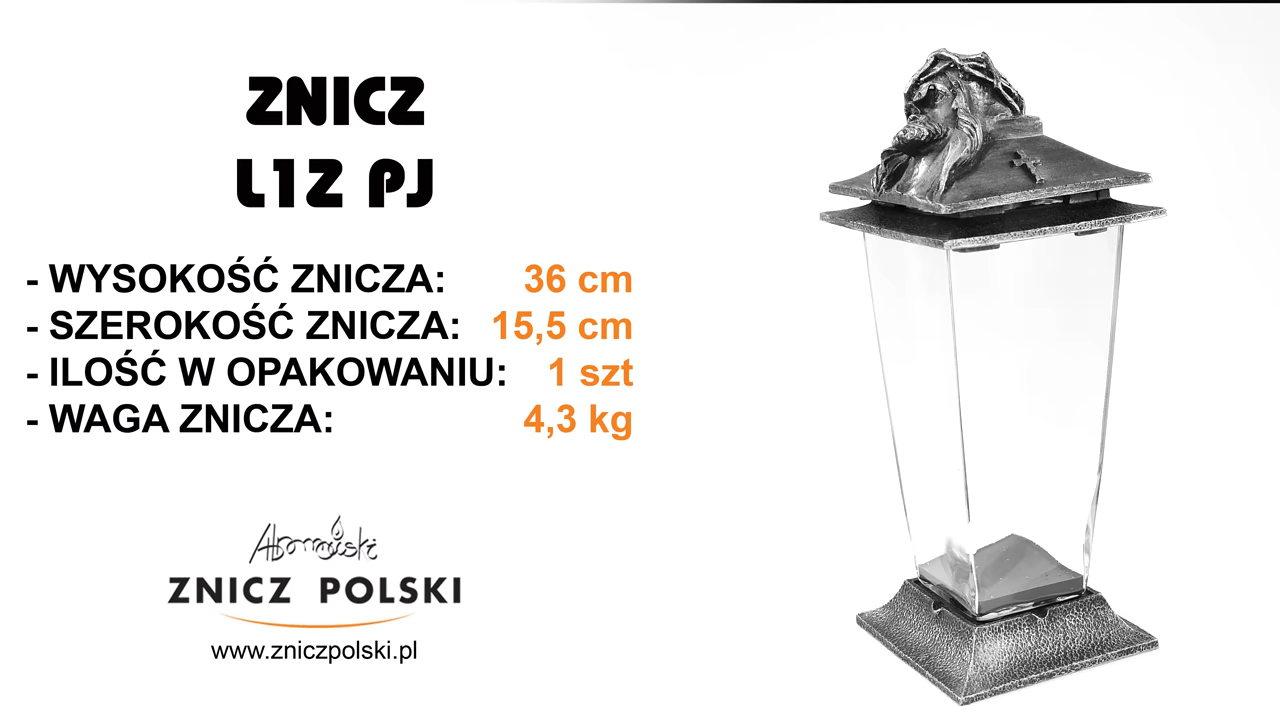 ZNICZ
L1Z PJ
- WYSOKOŚĆ ZNICZA: 36 cm
- SZEROKOŚĆ ZNICZA: 15,5 cm
- ILOŚĆ W OPAKOWANIU: 1 szt
- WAGA ZNICZA: 4,3 kg
ZNICZ POLSKI
www.zniczpolski.pl